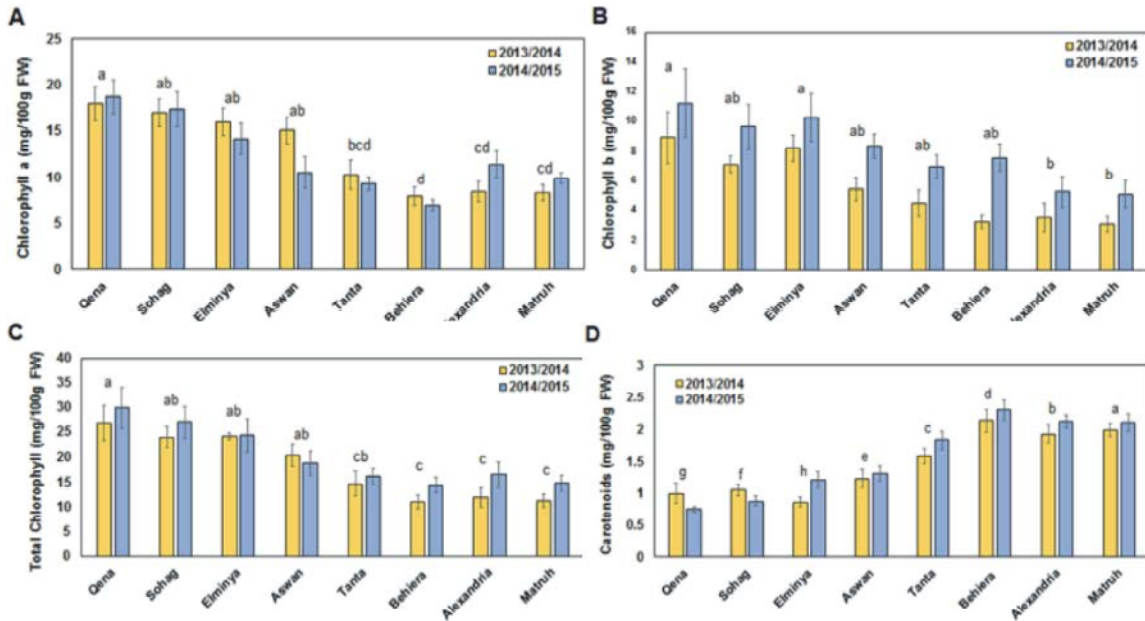 A
Chlorophyll a (mg/100g FW)
25
20
15
10
5
0
2013/2014
2014/2015
a
ab
ab
ab
bcd
d
cd
cd
Qena
Sohag
Elminya
Aswan
Tanta
Behiera
lexandria
Matruh
B
Chlorophyll b (mg/100g FW)
16
14
12
10
8
6
4
2
0
2013/2014
2014/2015
a
ab
a
ab
ab
ab
b
b
Qena
Sohag
Elminya
Aswan
Tanta
Behiera
lexandria
Matruh
C
Total Chlorophyll (mg/100g FW)
40
35
30
25
20
15
10
5
0
2013/2014
2014/2015
a
ab
ab
ab
cb
c
c
c
Qena
Sohag
Elminya
Aswan
Tanta
Behiera
Alexandria
Matruh
D
Carotenoids (mg/100g FW)
3
2.5
2
1.5
1
0.5
0
2013/2014
2014/2015
g
f
h
e
c
d
b
a
Qena
Sohag
Elminya
Aswan
Tanta
Behiera
Alexandria
Matruh